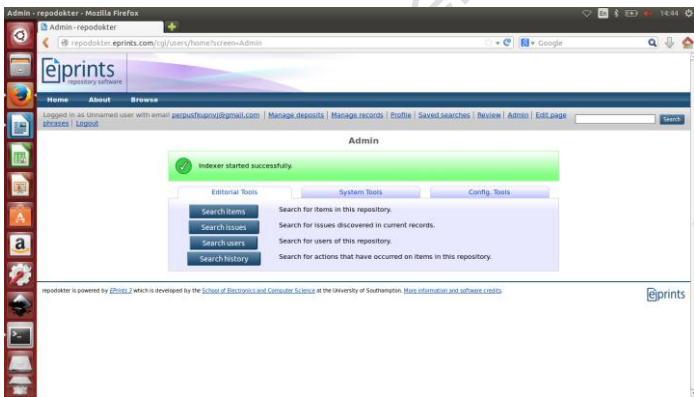 Admin - repodokter - Mozilla Firefox
En
14:44
Admin - repodokter
repodokter.eprints.com/cgi/users/home?screen=Admin
Google
eprints
repository software
Home About Browse
Logged in as Unnamed user with email perpusfkupnvj@gmail.com | Manage deposits | Manage records | Profile | Saved searches | Review | Admin | Edit page
phrases | Logout
Search
Admin
Indexer started successfully.
Editorial Tools System Tools Config. Tools
Search items Search for items in this repository.
Search issues Search for issues discovered in current records.
Search users Search for users of this repository.
Search history Search for actions that have occurred on items in this repository.
repodokter is powered by EPrints 3 which is developed by the School of Electronics and Computer Science at the University of Southampton. More information and software credits.
eprints